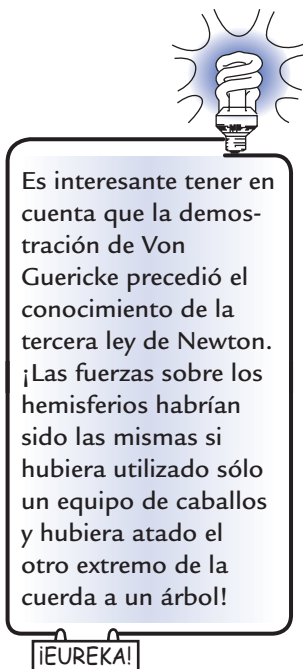 Es interesante tener en
cuenta que la demos-
tración de Von
Guericke precedió el
conocimiento de la
tercera ley de Newton.
¡Las fuerzas sobre los
hemisferios habrían
sido las mismas si
hubiera utilizado sólo
un equipo de caballos
y hubiera atado el
otro extremo de la
cuerda a un árbol!
¡EUREKA!